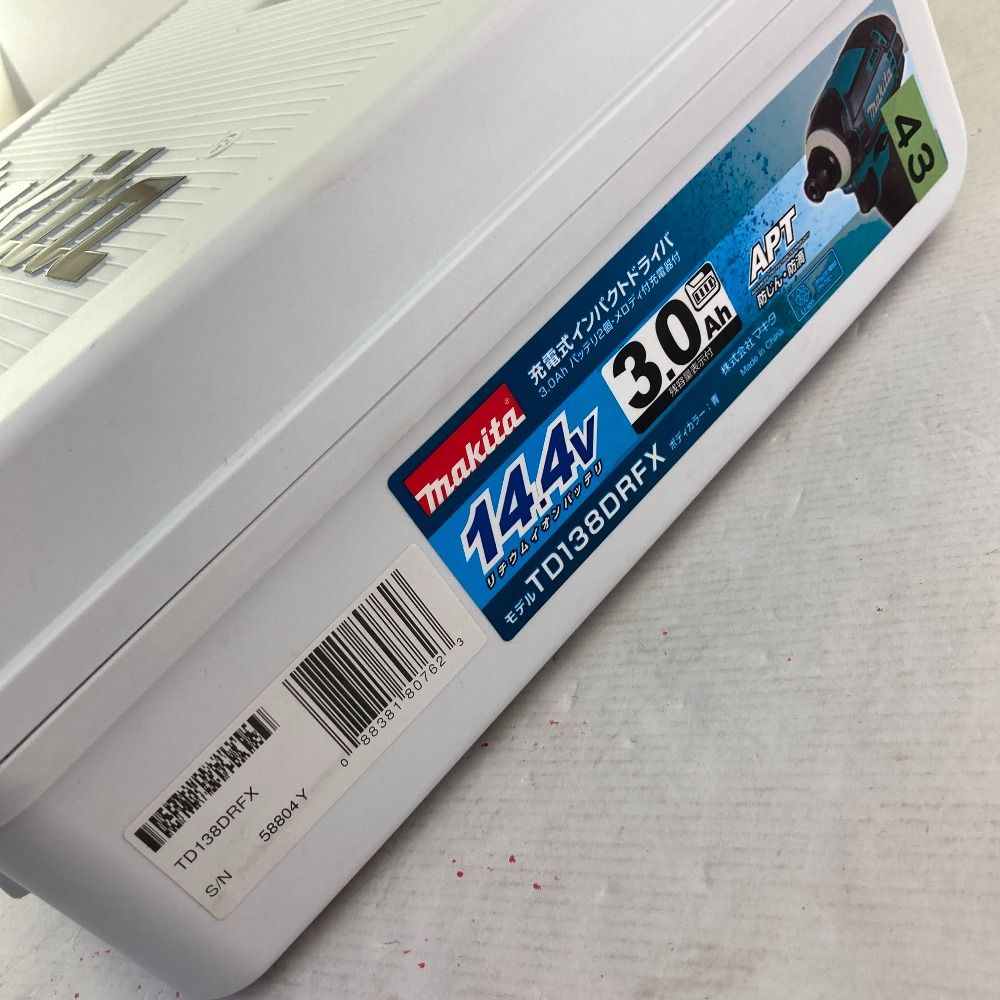 makita
充電式インパクトドライバ
3.0Ah バッテリ2個・メロディ付充電器付
14.4V
リチウムイオンバッテリ
3.0Ah
残容量表示付
APT
防じん・防滴
モデル TD138DRFX ボディカラー：青
株式会社マキタ
Made in China
makita
43
0 88381 80762 3
TD138DRFX
S/N 58804 Y